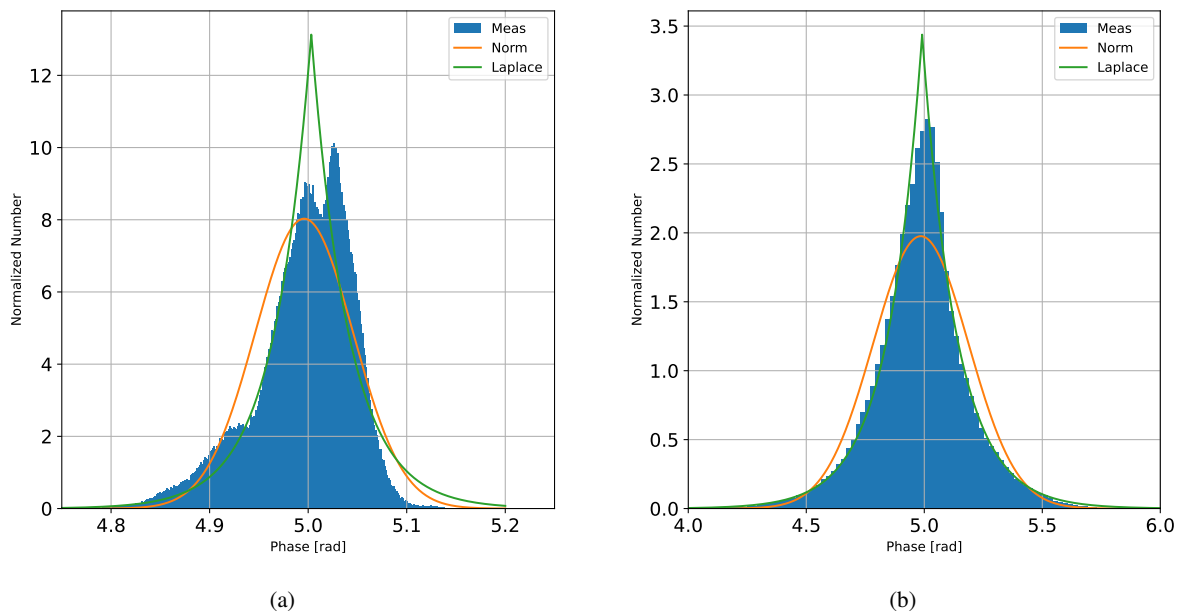 Meas
Norm
Laplace
12
10
8
6
4
2
0
Normalized Number
4.8
4.9
5.0
5.1
5.2
Phase [rad]
(a)
Meas
Norm
Laplace
3.5
3.0
2.5
2.0
1.5
1.0
0.5
0.0
Normalized Number
4.0
4.5
5.0
5.5
6.0
Phase [rad]
(b)